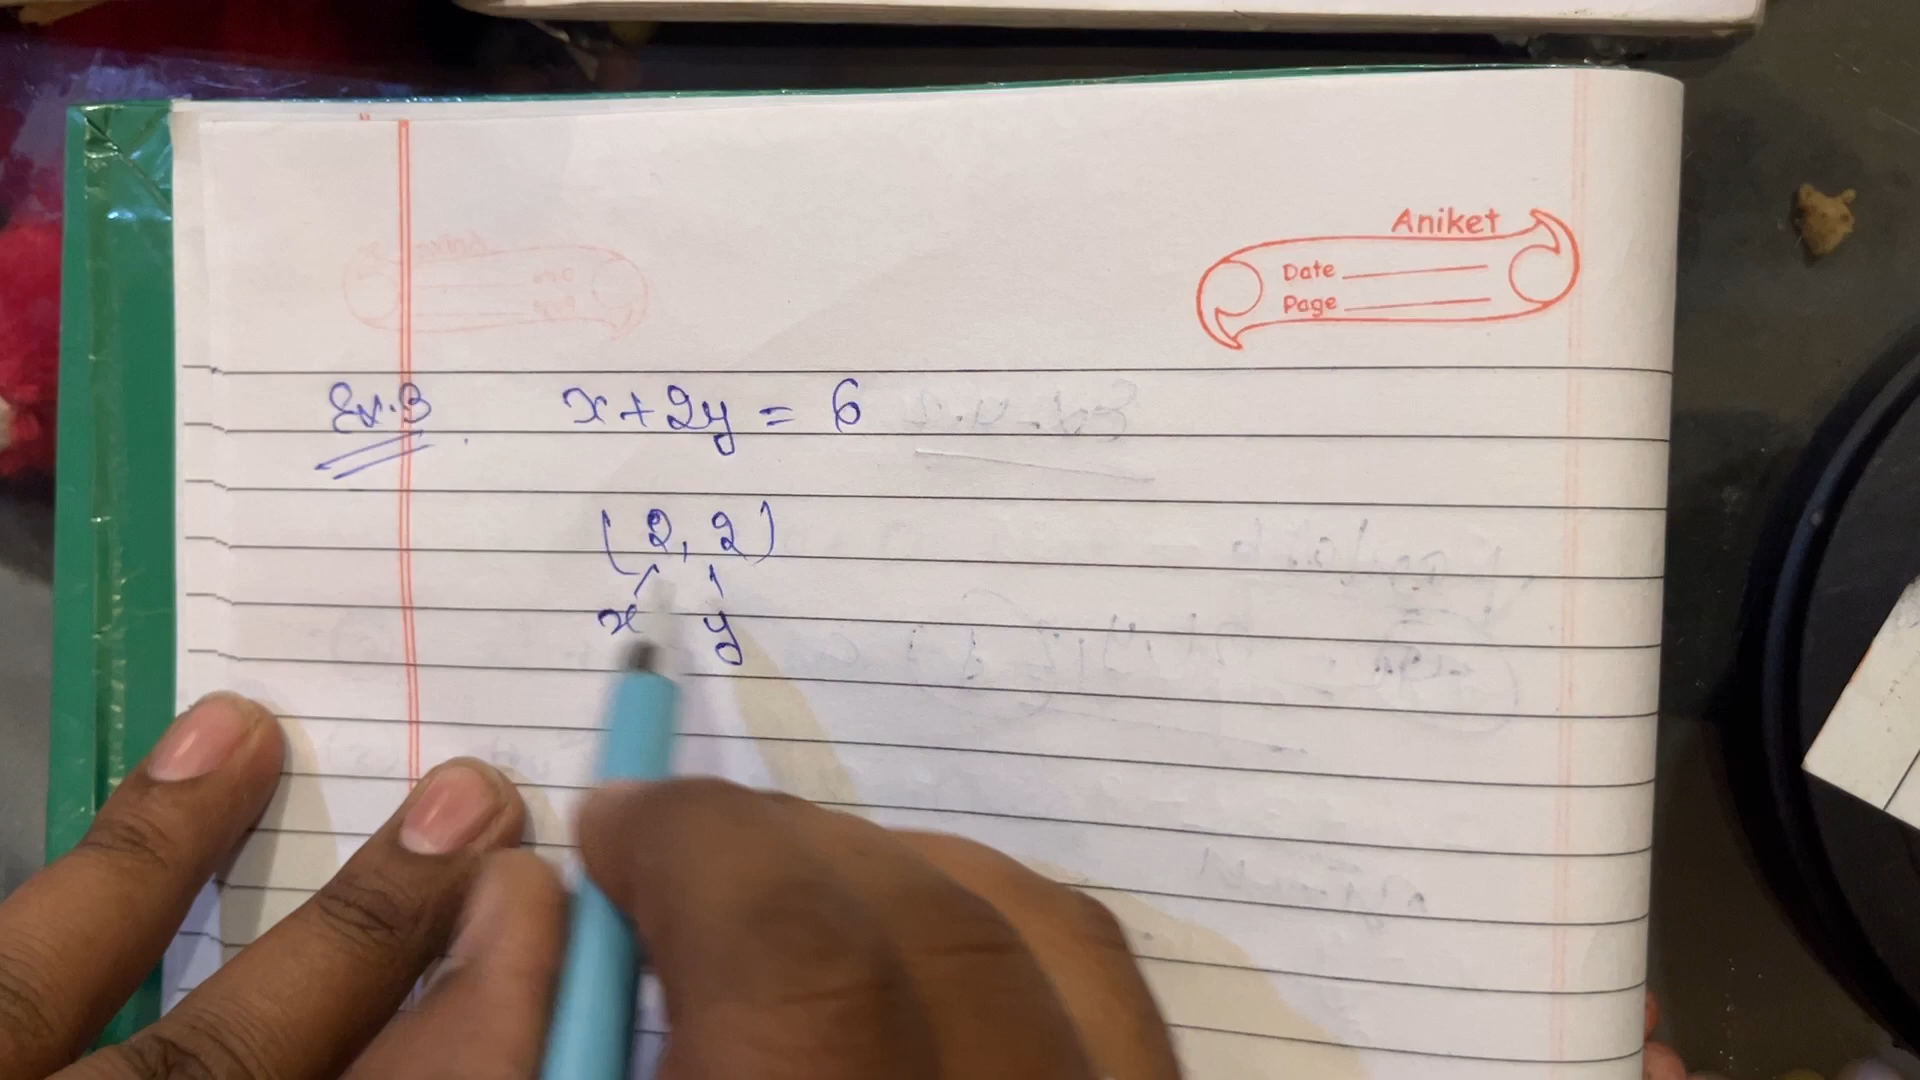 Aniket
Date
Page
Ex.3 x+2y = 6
(2, 2)
x y